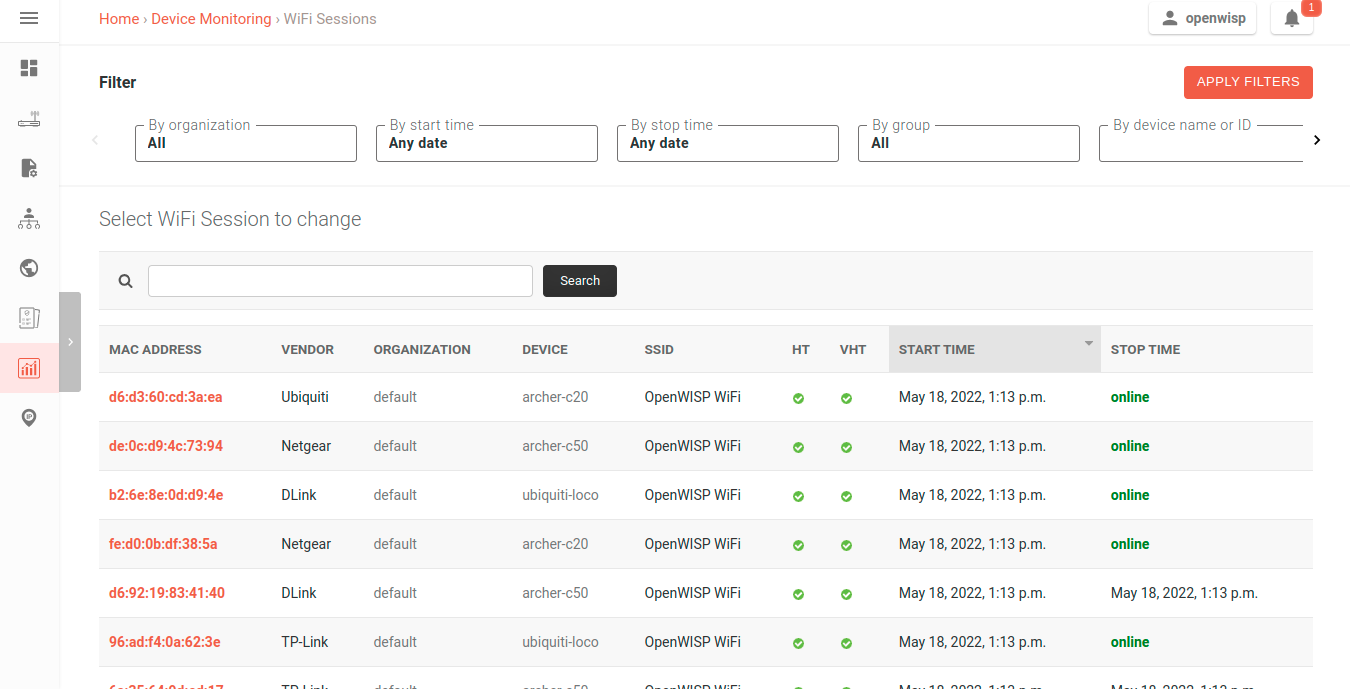 Home › Device Monitoring › WiFi Sessions
openwisp
1
Filter
APPLY FILTERS
By organization
All
By start time
Any date
By stop time
Any date
By group
All
By device name or ID
Select WiFi Session to change
Search
MAC ADDRESS VENDOR ORGANIZATION DEVICE SSID HT VHT START TIME STOP TIME
d6:d3:60:cd:3a:ea Ubiquiti default archer-c20 OpenWISP WiFi May 18, 2022, 1:13 p.m. online
de:0c:d9:4c:73:94 Netgear default archer-c50 OpenWISP WiFi May 18, 2022, 1:13 p.m. online
b2:6e:8e:0d:d9:4e DLink default ubiquiti-loco OpenWISP WiFi May 18, 2022, 1:13 p.m. online
fe:d0:0b:df:38:5a Netgear default archer-c20 OpenWISP WiFi May 18, 2022, 1:13 p.m. online
d6:92:19:83:41:40 DLink default archer-c50 OpenWISP WiFi May 18, 2022, 1:13 p.m. May 18, 2022, 1:13 p.m.
96:ad:f4:0a:62:3e TP-Link default ubiquiti-loco OpenWISP WiFi May 18, 2022, 1:13 p.m. online
TP-Link default archer-c50 OpenWISP WiFi May 18, 2022, 1:13 p.m. May 18, 2022, 1:13 p.m.